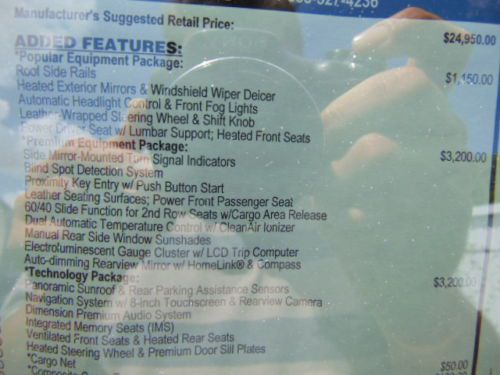 Manufacturer's Suggested Retail Price: $24,950.00
ADDED FEATURES:
*Popular Equipment Package: $1,150.00
Roof Side Rails
Heated Exterior Mirrors & Windshield Wiper Deicer
Automatic Headlight Control & Front Fog Lights
Leather Wrapped Steering Wheel & Shift Knob
Power Driver Seat w/ Lumbar Support; Heated Front Seats
*Premium Equipment Package: $3,200.00
Side Mirror-Mounted Turn Signal Indicators
Blind Spot Detection System
Proximity Key Entry w/ Push Button Start
Leather Seating Surfaces; Power Front Passenger Seat
60/40 Slide Function for 2nd Row Seats w/Cargo Area Release
Dual Automatic Temperature Control w/ CleanAir Ionizer
Manual Rear Side Window Sunshades
Electroluminescent Gauge Cluster w/ LCD Trip Computer
Auto-dimming Rearview Mirror w/ HomeLink® & Compass
*Technology Package: $3,200.00
Panoramic Sunroof & Rear Parking Assistance Sensors
Navigation System w/ 8-inch Touchscreen & Rearview Camera
Dimension Premium Audio System
Integrated Memory Seats (IMS)
Ventilated Front Seats & Heated Rear Seats
Heated Steering Wheel & Premium Door Sill Plates
*Cargo Net $50.00